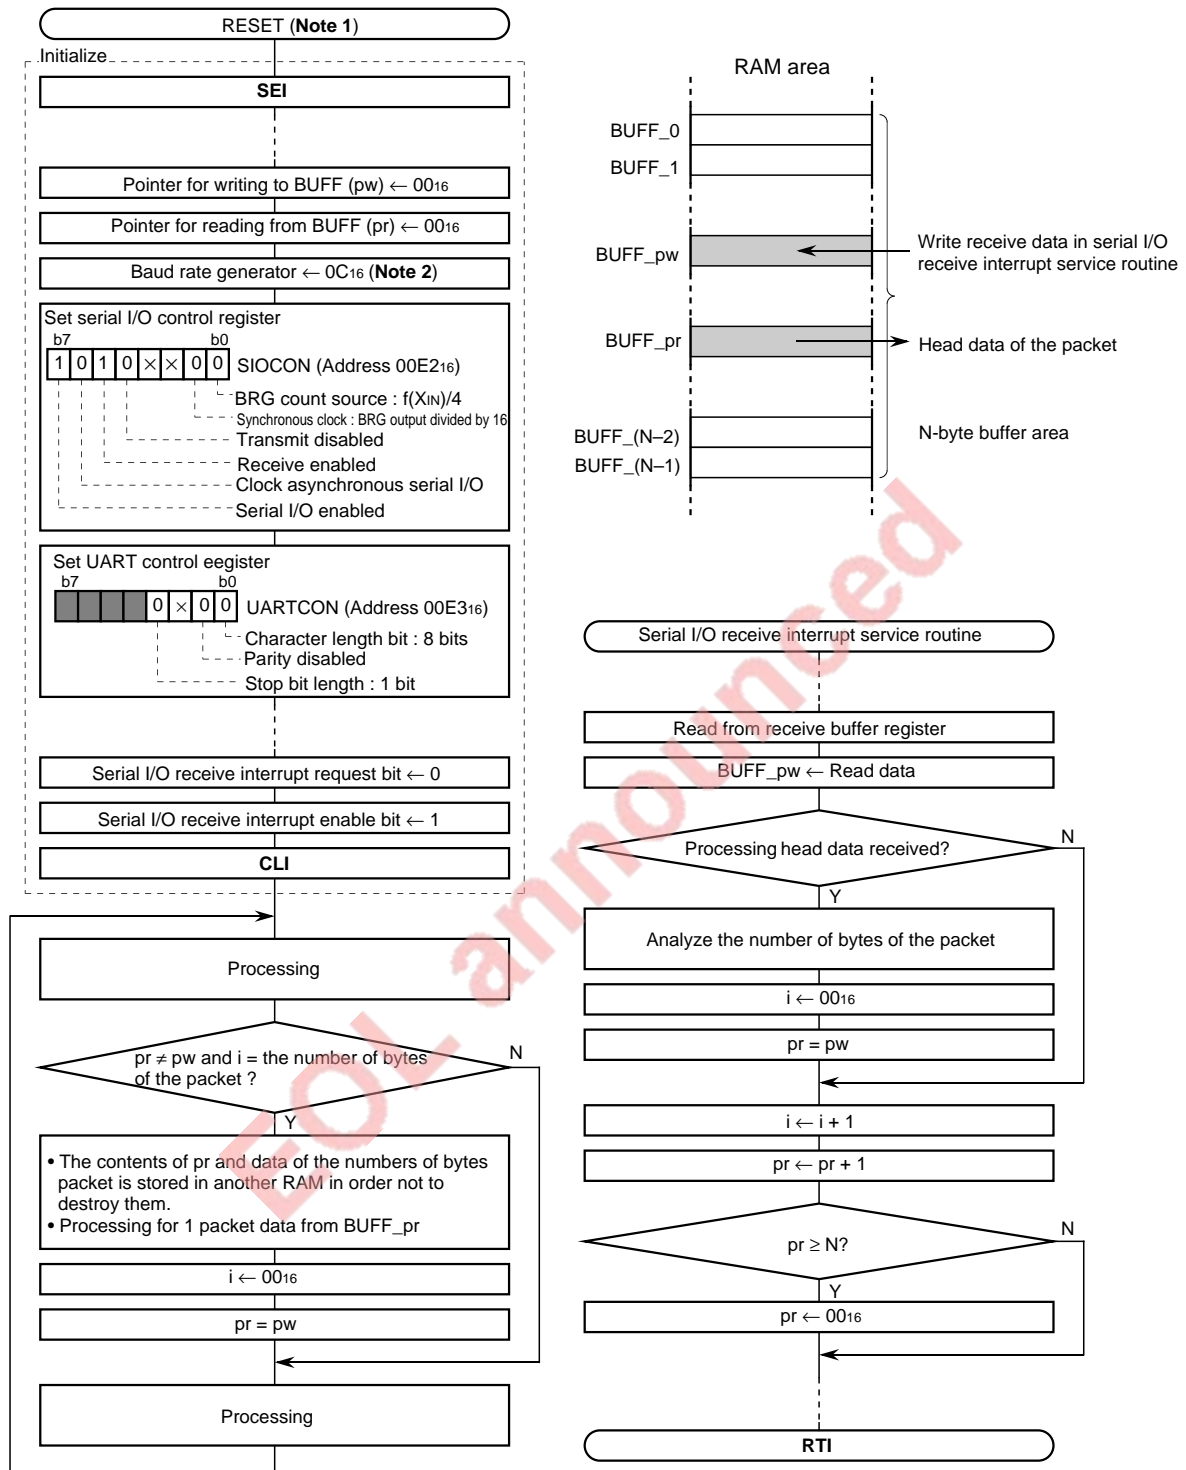 RESET (Note 1)
Initialize
SEI
Pointer for writing to BUFF (pw) ← 0016
Pointer for reading from BUFF (pr) ← 0016
Baud rate generator ← 0C16 (Note 2)
Set serial I/O control register
b7 b0
1 0 1 0 × × 0 0 SIOCON (Address 00E216)
BRG count source : f(XIN)/4
Synchronous clock : BRG output divided by 16
Transmit disabled
Receive enabled
Clock asynchronous serial I/O
Serial I/O enabled
Set UART control eegister
b7 b0
0 × 0 0 UARTCON (Address 00E316)
Character length bit : 8 bits
Parity disabled
Stop bit length : 1 bit
Serial I/O receive interrupt request bit ← 0
Serial I/O receive interrupt enable bit ← 1
CLI
Processing
pr ≠ pw and i = the number of bytes
of the packet ?
N
Y
• The contents of pr and data of the numbers of bytes
packet is stored in another RAM in order not to
destroy them.
• Processing for 1 packet data from BUFF_pr
i ← 0016
pr = pw
Processing
RAM area
BUFF_0
BUFF_1
BUFF_pw
Write receive data in serial I/O
receive interrupt service routine
BUFF_pr
Head data of the packet
BUFF_(N–2)
BUFF_(N–1)
N-byte buffer area
Serial I/O receive interrupt service routine
Read from receive buffer register
BUFF_pw ← Read data
Processing head data received?
N
Y
Analyze the number of bytes of the packet
i ← 0016
pr = pw
i ← i + 1
pr ← pr + 1
pr ≥ N?
N
Y
pr ← 0016
RTI
EOL announced